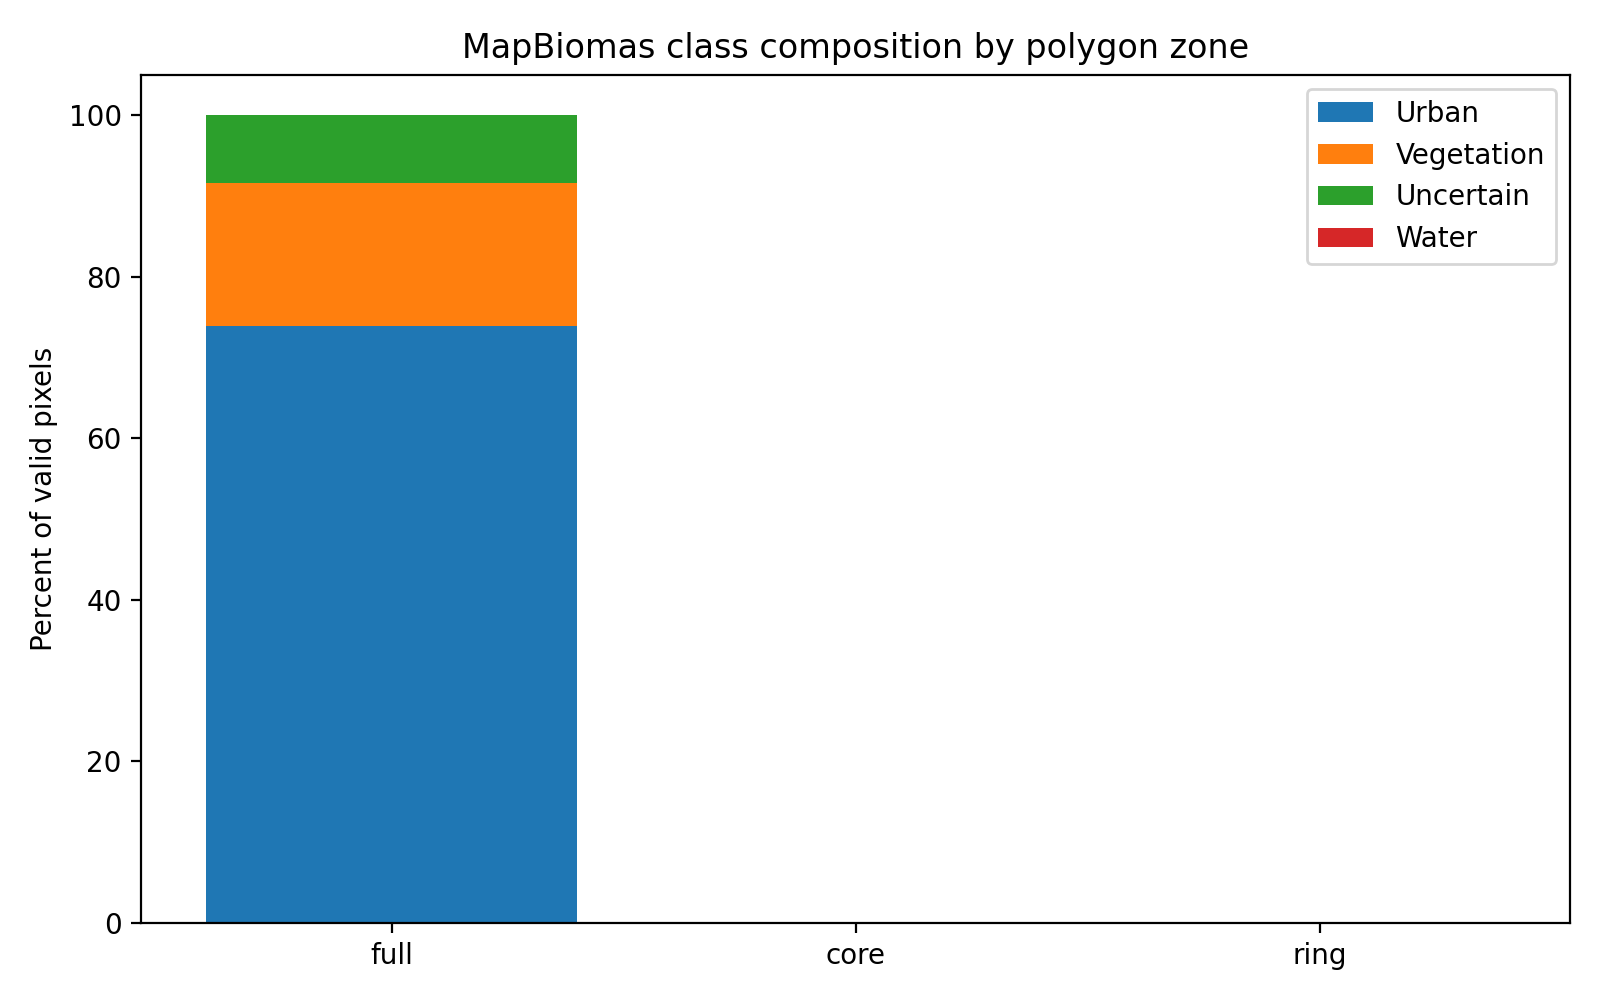 MapBiomas class composition by polygon zone
Percent of valid pixels
100
80
60
40
20
0
full
core
ring
Urban
Vegetation
Uncertain
Water